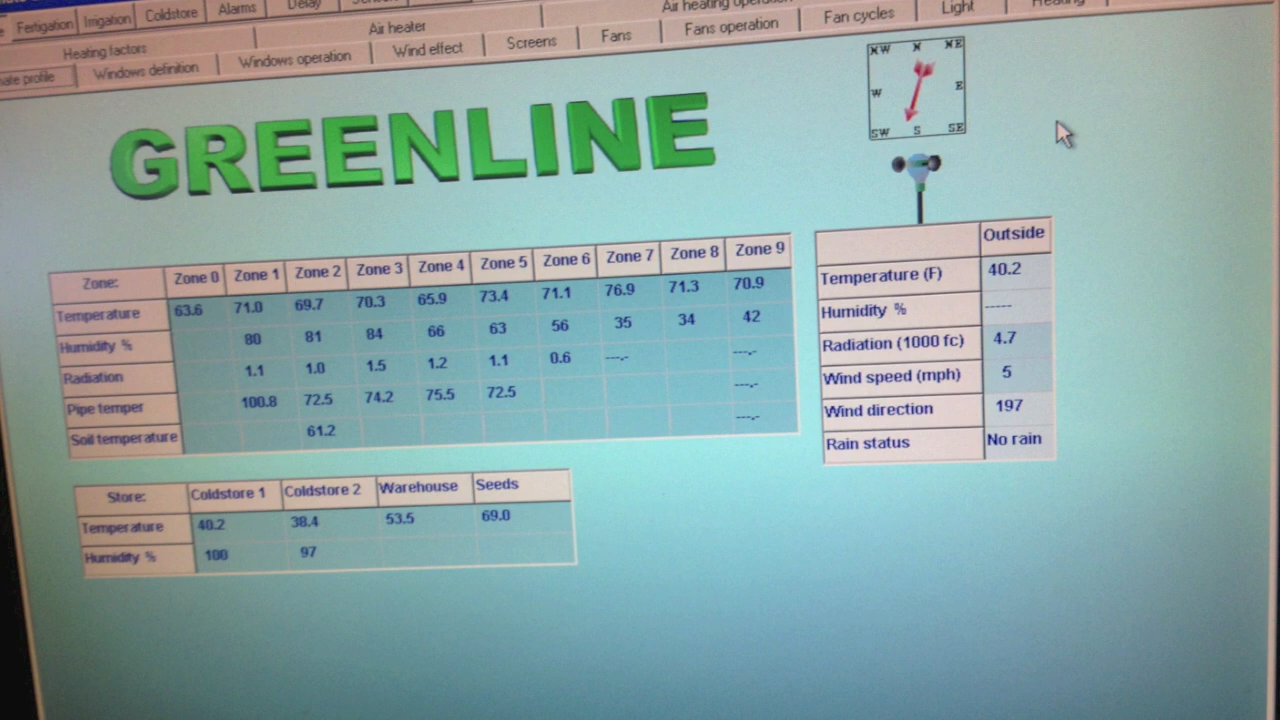 Fertigation Irrigation Coldstore Alarms Delay
Heating factors Air heater Air heating operation
Windows definition Windows operation Wind effect Screens Fans Fans operation Fan cycles Light Heating
NW N NE
W E
SW S SE
GREENLINE
Zone: Zone 0 Zone 1 Zone 2 Zone 3 Zone 4 Zone 5 Zone 6 Zone 7 Zone 8 Zone 9
Temperature 63.6 71.0 69.7 70.3 65.9 73.4 71.1 76.9 71.3 70.9
Humidity % 80 81 84 66 63 56 35 34 42
Radiation 1.1 1.0 1.5 1.2 1.1 0.6 ---.- ---.-
Pipe temper 100.8 72.5 74.2 75.5 72.5 ---.-
Soil temperature 61.2 ---.-
Outside
Temperature (F) 40.2
Humidity % -----
Radiation (1000 fc) 4.7
Wind speed (mph) 5
Wind direction 197
Rain status No rain
Store: Coldstore 1 Coldstore 2 Warehouse Seeds
Temperature 40.2 38.4 53.5 69.0
Humidity % 100 97